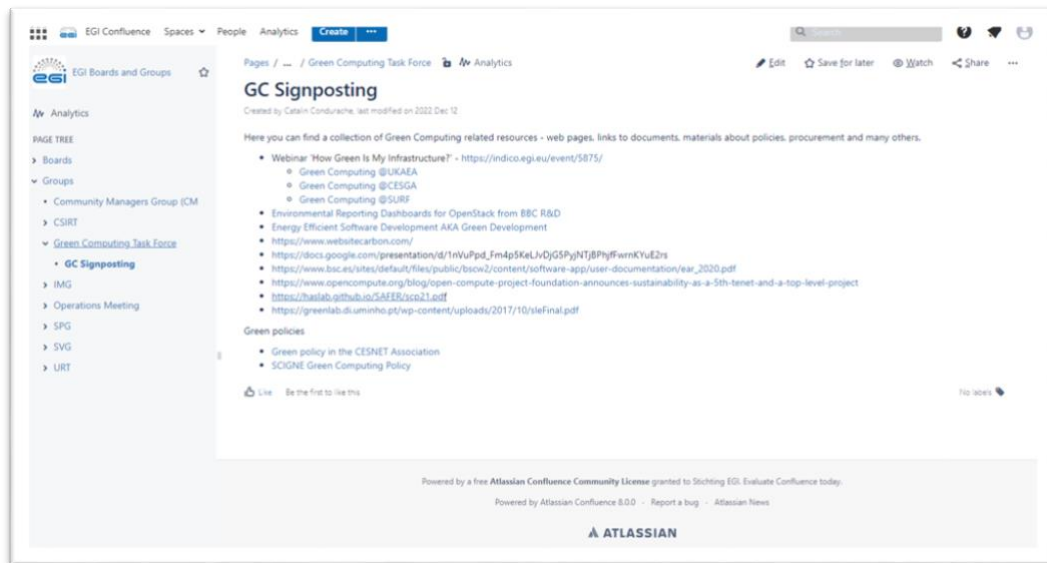 EGI Confluence Spaces People Analytics Create ••• Search
egi EGI Boards and Groups
Analytics
PAGE TREE
Boards
Groups
Community Managers Group (CM
CSIRT
Green Computing Task Force
GC Signposting
IMG
Operations Meeting
SPG
SVG
URT
Pages / ... / Green Computing Task Force Analytics
Edit Save for later Watch Share •••
GC Signposting
Created by Catalin Condurache, last modified on 2022 Dec 12
Here you can find a collection of Green Computing related resources - web pages, links to documents, materials about policies, procurement and many others.
• Webinar 'How Green Is My Infrastructure?' - https://indico.egi.eu/event/5875/
Green Computing @UKAEA
Green Computing @CESGA
Green Computing @SURF
• Environmental Reporting Dashboards for OpenStack from BBC R&D
• Energy Efficient Software Development AKA Green Development
• https://www.websitecarbon.com/
• https://docs.google.com/presentation/d/1nVuPpd_Fm4p5KeLJvDjG5PyjNTjBPhjfFwrnKYuE2rs
• https://www.bsc.es/sites/default/files/public/bscw2/content/software-app/user-documentation/ear_2020.pdf
• https://www.opencompute.org/blog/open-compute-project-foundation-announces-sustainability-as-a-5th-tenet-and-a-top-level-project
• https://haslab.github.io/SAFER/scp21.pdf
• https://greenlab.di.uminho.pt/wp-content/uploads/2017/10/sleFinal.pdf
Green policies
• Green policy in the CESNET Association
• SCIGNE Green Computing Policy
Like Be the first to like this
No labels
Powered by a free Atlassian Confluence Community License granted to Stichting EGI. Evaluate Confluence today.
Powered by Atlassian Confluence 8.0.0 · Report a bug · Atlassian News
ATLASSIAN